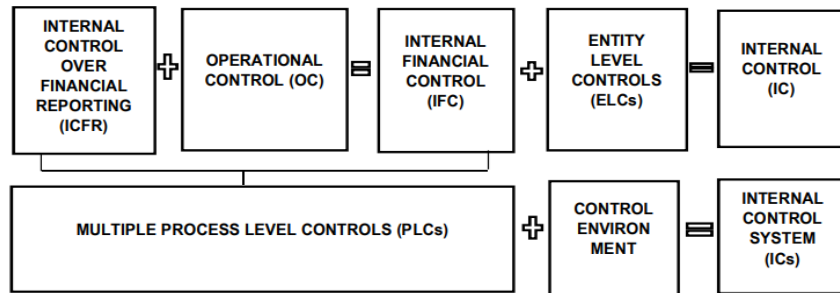 INTERNAL
CONTROL
OVER
FINANCIAL
REPORTING
(ICFR)
OPERATIONAL
CONTROL (OC)
INTERNAL
FINANCIAL
CONTROL
(IFC)
ENTITY
LEVEL
CONTROLS
(ELCs)
INTERNAL
CONTROL
(IC)
MULTIPLE PROCESS LEVEL CONTROLS (PLCs)
CONTROL
ENVIRON
MENT
INTERNAL
CONTROL
SYSTEM
(ICs)